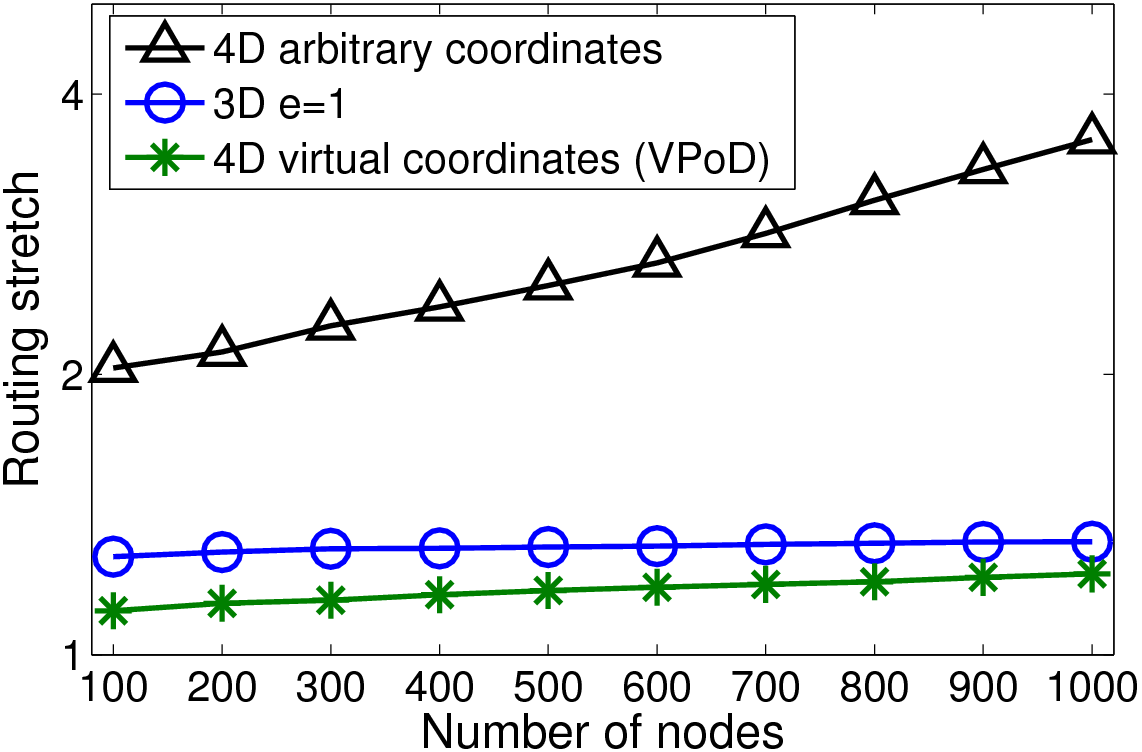 4D arbitrary coordinates
3D e=1
4D virtual coordinates (VPoD)
Routing stretch
4
2
1
100 200 300 400 500 600 700 800 900 1000
Number of nodes